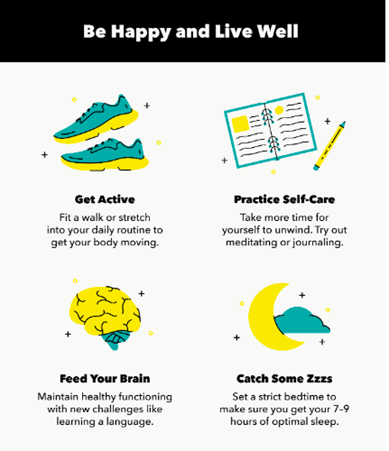 Be Happy and Live Well
Get Active
Fit a walk or stretch
into your daily routine to
get your body moving.
Practice Self-Care
Take more time for
yourself to unwind. Try out
meditating or journaling.
Feed Your Brain
Maintain healthy functioning
with new challenges like
learning a language.
Catch Some Zzzs
Set a strict bedtime to
make sure you get your 7–9
hours of optimal sleep.